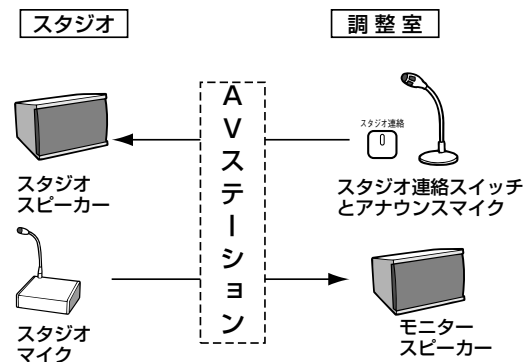 スタジオ
調整室
AVステーション
スタジオ連絡
スタジオ
スピーカー
スタジオ連絡スイッチ
とアナウンスマイク
スタジオ
マイク
モニター
スピーカー